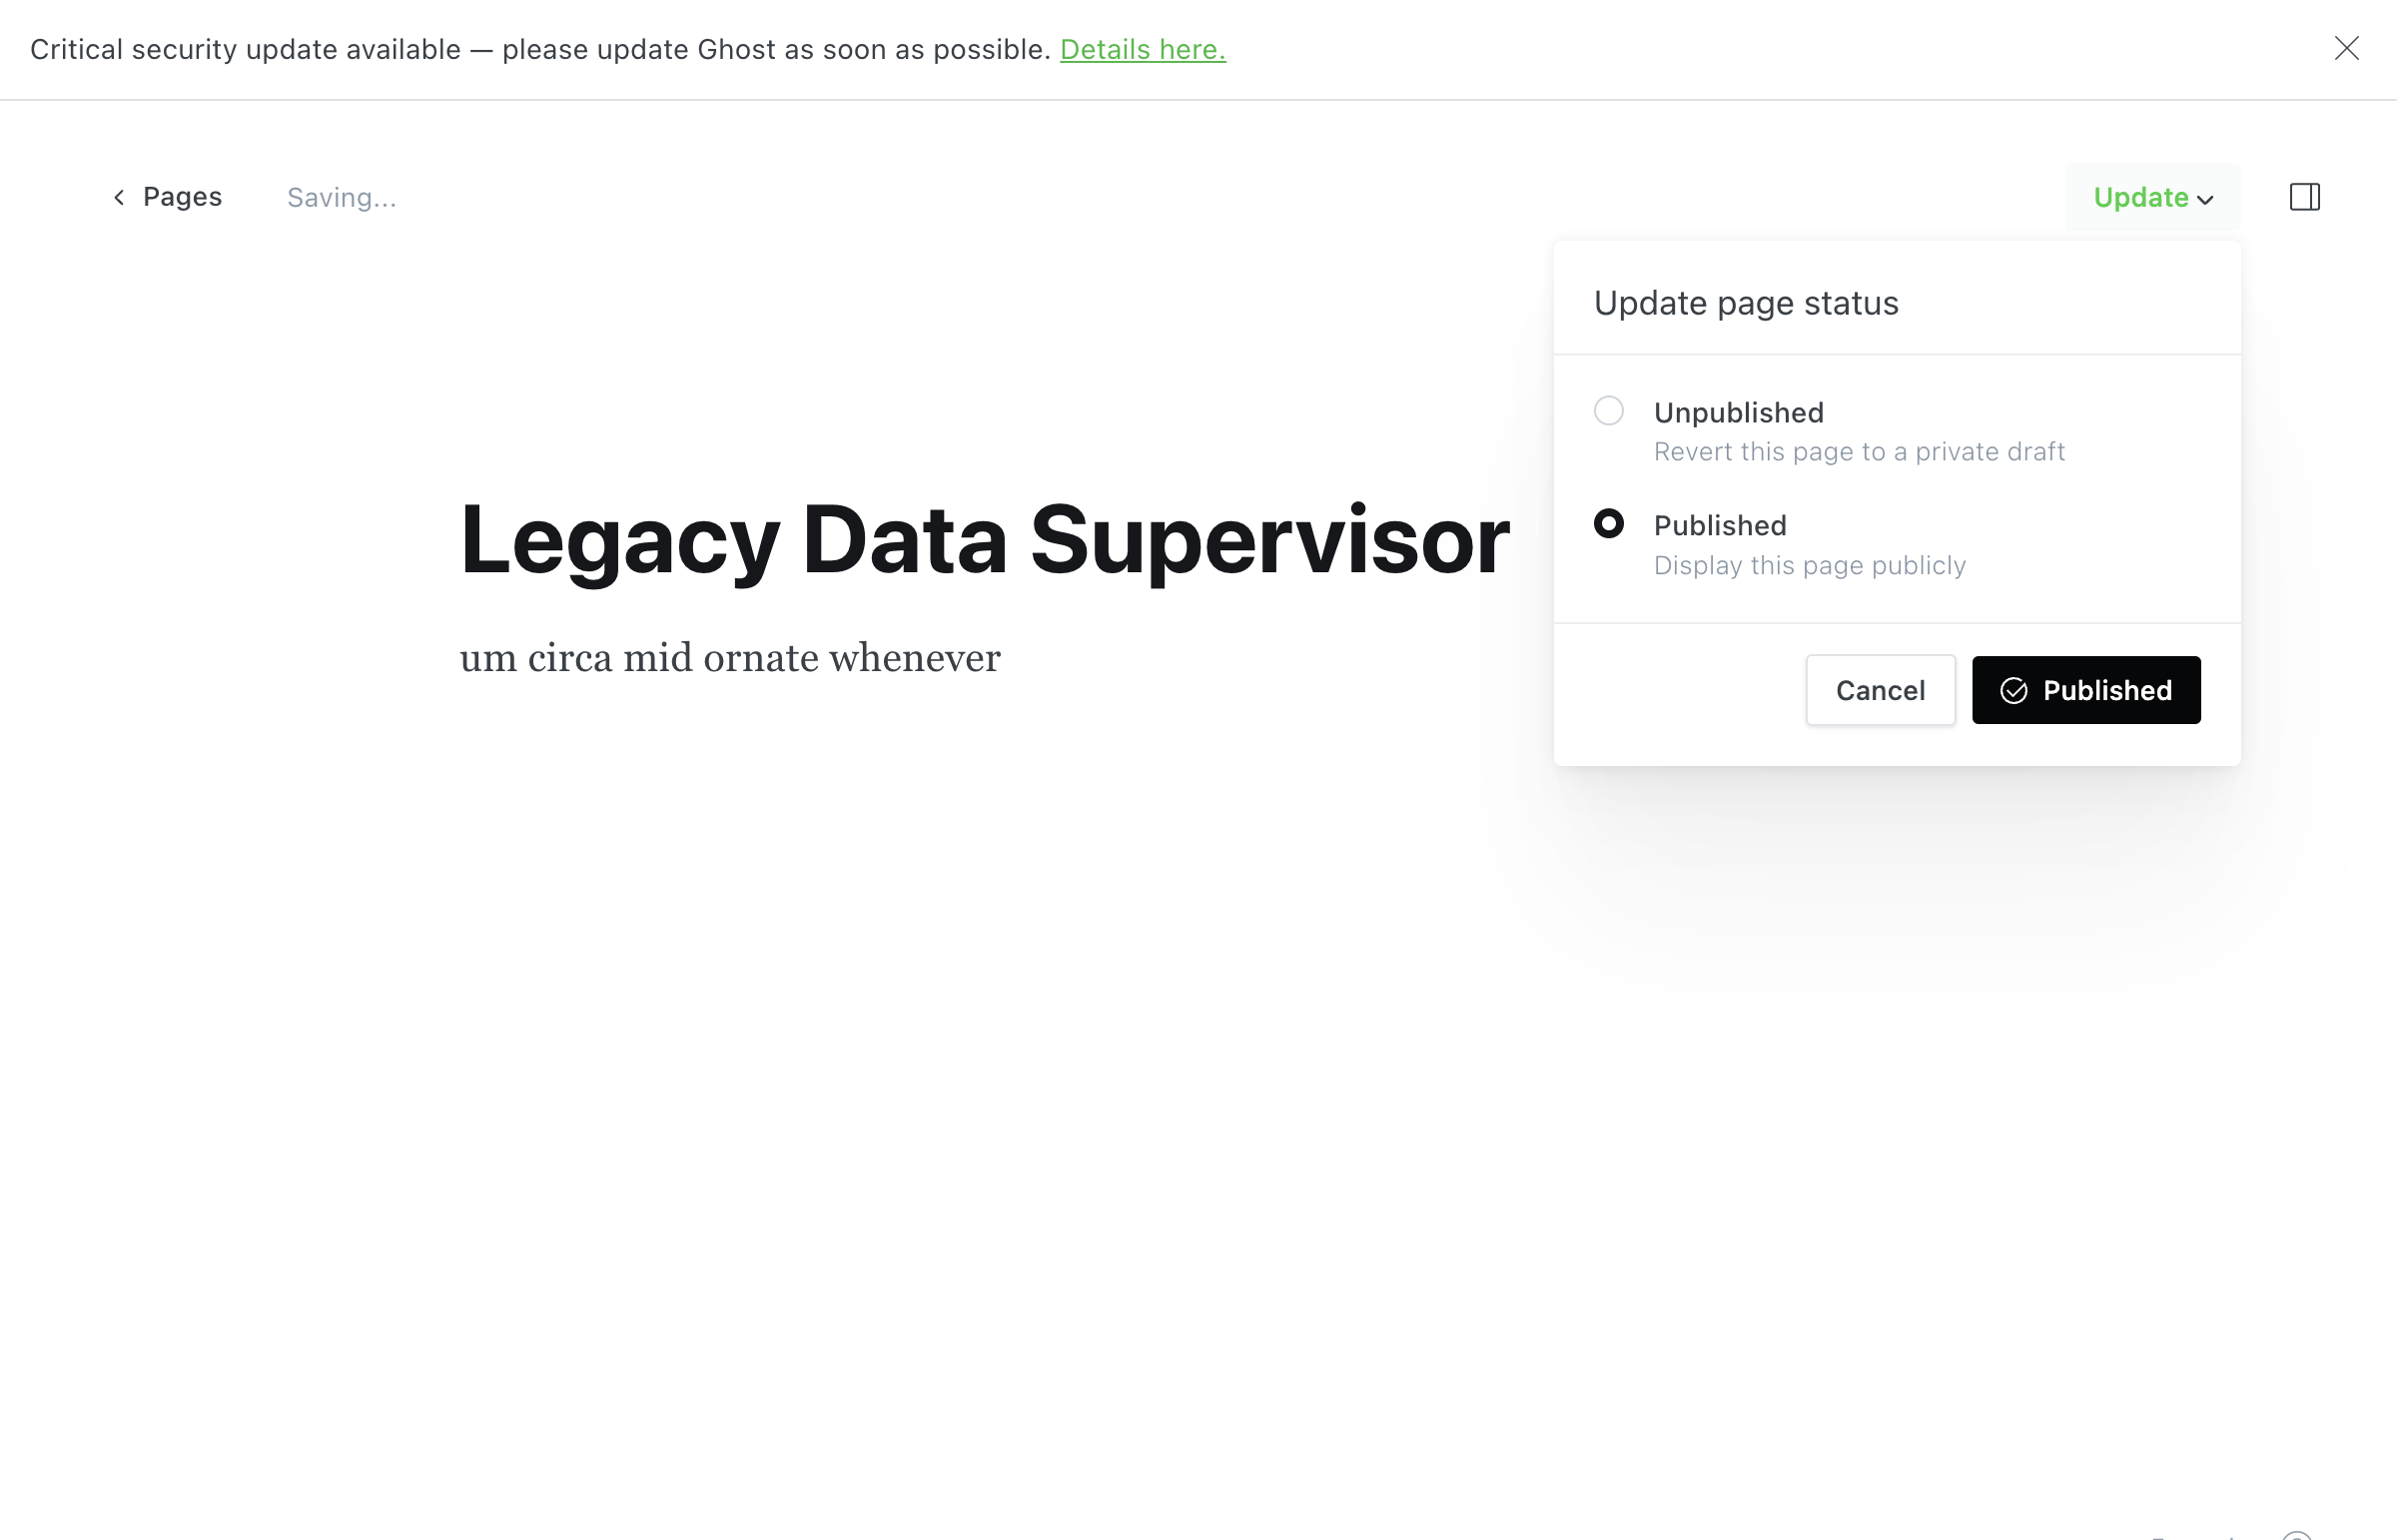 Critical security update available — please update Ghost as soon as possible. Details here.
Pages
Saving...
Update
Update page status
Unpublished
Revert this page to a private draft
Published
Display this page publicly
Cancel
Published
Legacy Data Supervisor
um circa mid ornate whenever